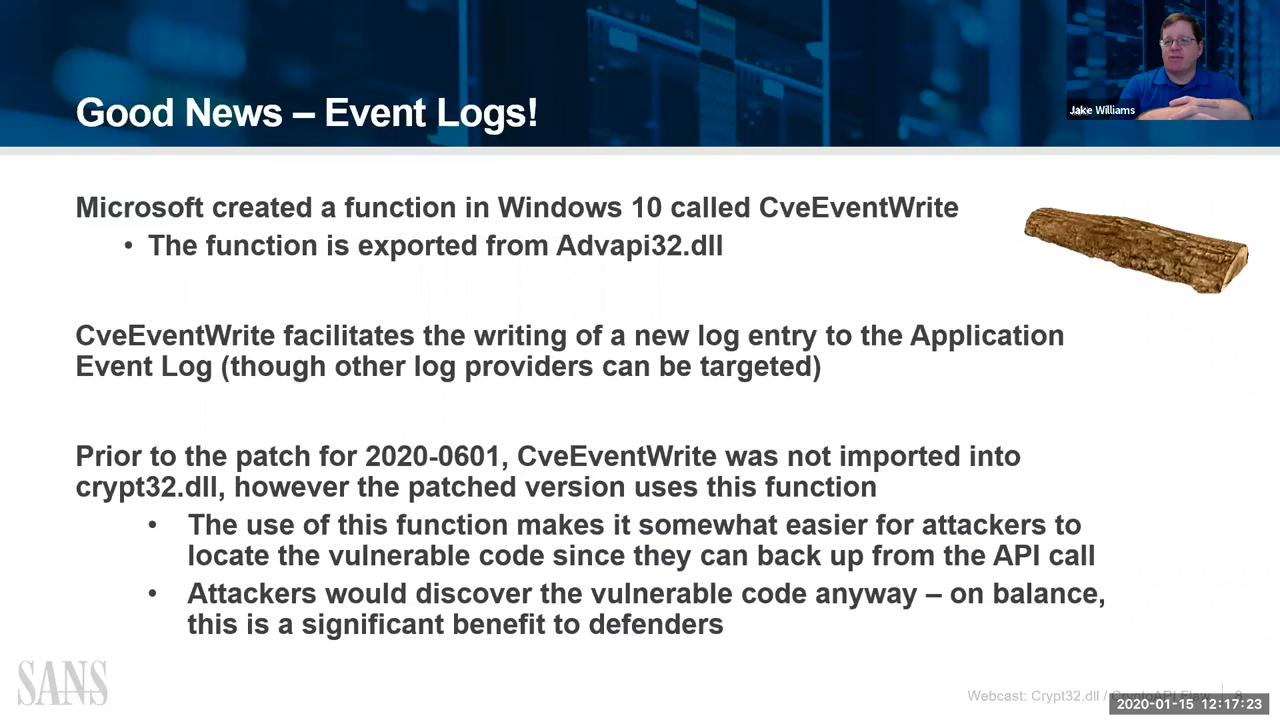 Jake Williams
Good News – Event Logs!
Microsoft created a function in Windows 10 called CveEventWrite
• The function is exported from Advapi32.dll
CveEventWrite facilitates the writing of a new log entry to the Application
Event Log (though other log providers can be targeted)
Prior to the patch for 2020-0601, CveEventWrite was not imported into
crypt32.dll, however the patched version uses this function
• The use of this function makes it somewhat easier for attackers to
locate the vulnerable code since they can back up from the API call
• Attackers would discover the vulnerable code anyway – on balance,
this is a significant benefit to defenders
SANS
Webcast: Crypt32.dll / CryptoAPI Flaw | 8
2020-01-15 12:17:23